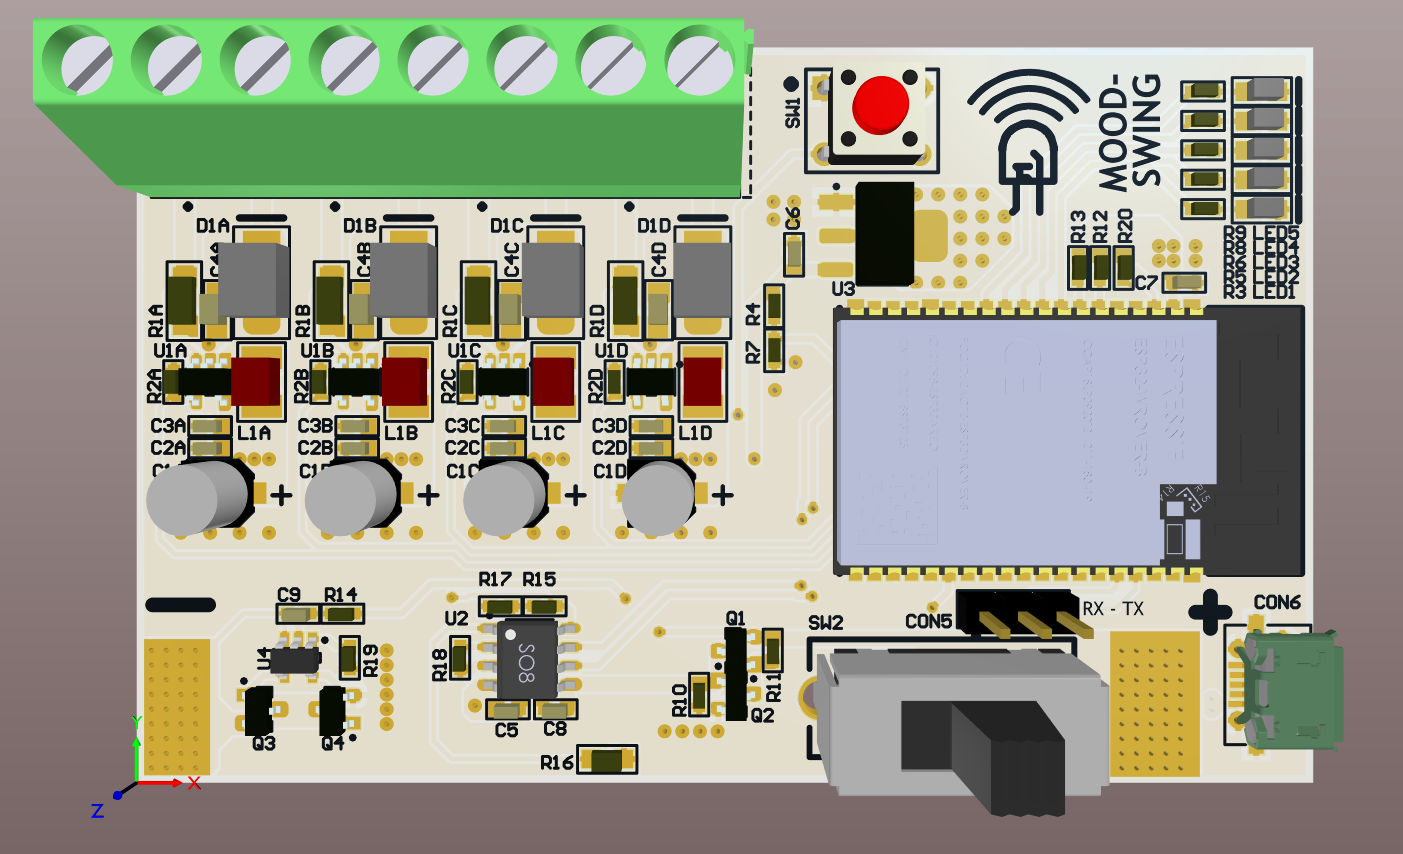 SW1
MOOD-
SWING
D1A
D1B
D1C
D1D
C4A
C4B
C4C
C4D
C6
R13
R12
R20
R9 LED5
R8 LED4
R6 LED3
R5 LED2
R3 LED1
C7
U3
R1A
R1B
R1C
R1D
R4
R7
U1A
U1B
U1C
U1D
R2A
R2B
R2C
R2D
C3A
C3B
C3C
C3D
L1A
L1B
L1C
L1D
C2A
C2B
C2C
C2D
C1C
C1D
+
+
+
+
R15
C9
R14
R17
R15
U2
Q1
SW2
CON5
RX - TX
CON6
U4
R19
R18
SO8
R10
R11
Q2
Q3
Q4
C5
C8
R16
Y
X
Z